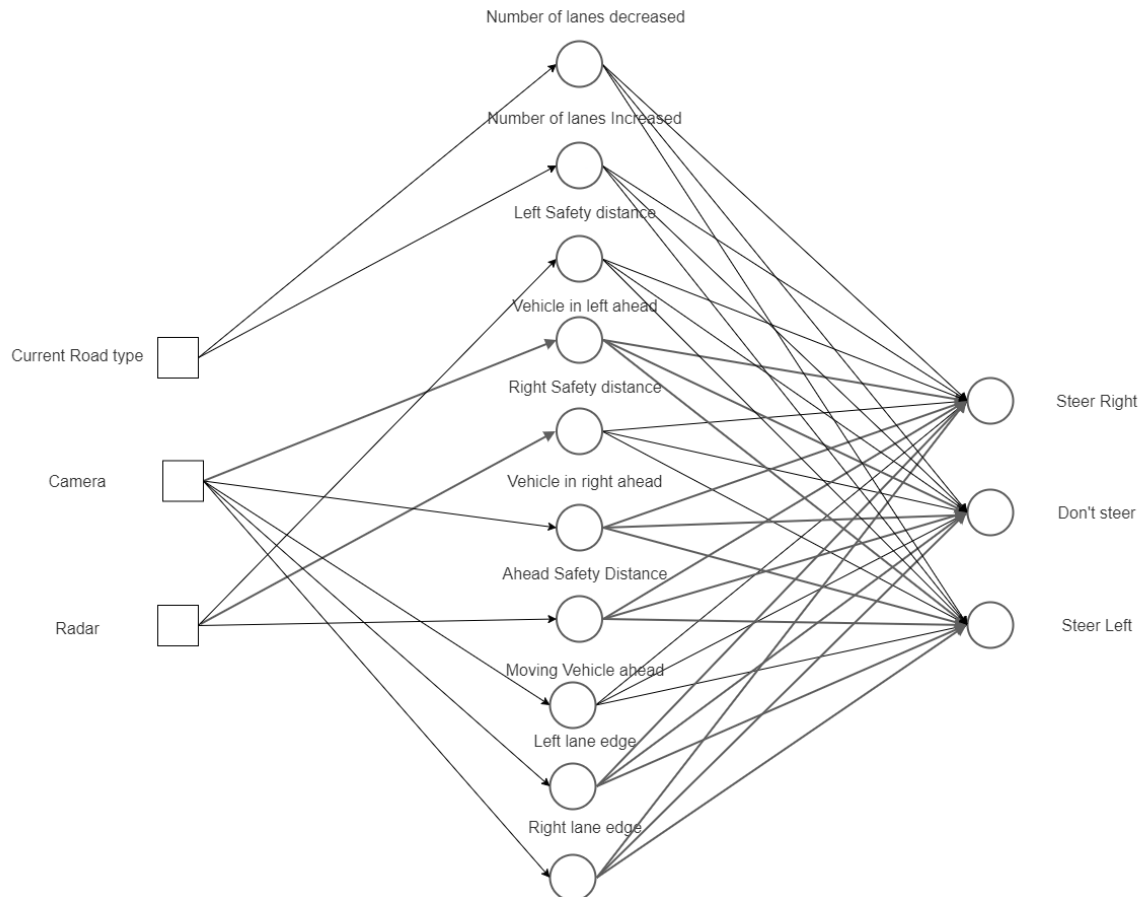 Number of lanes decreased
Number of lanes Increased
Left Safety distance
Vehicle in left ahead
Current Road type
Right Safety distance
Steer Right
Camera
Vehicle in right ahead
Don't steer
Ahead Safety Distance
Radar
Steer Left
Moving Vehicle ahead
Left lane edge
Right lane edge